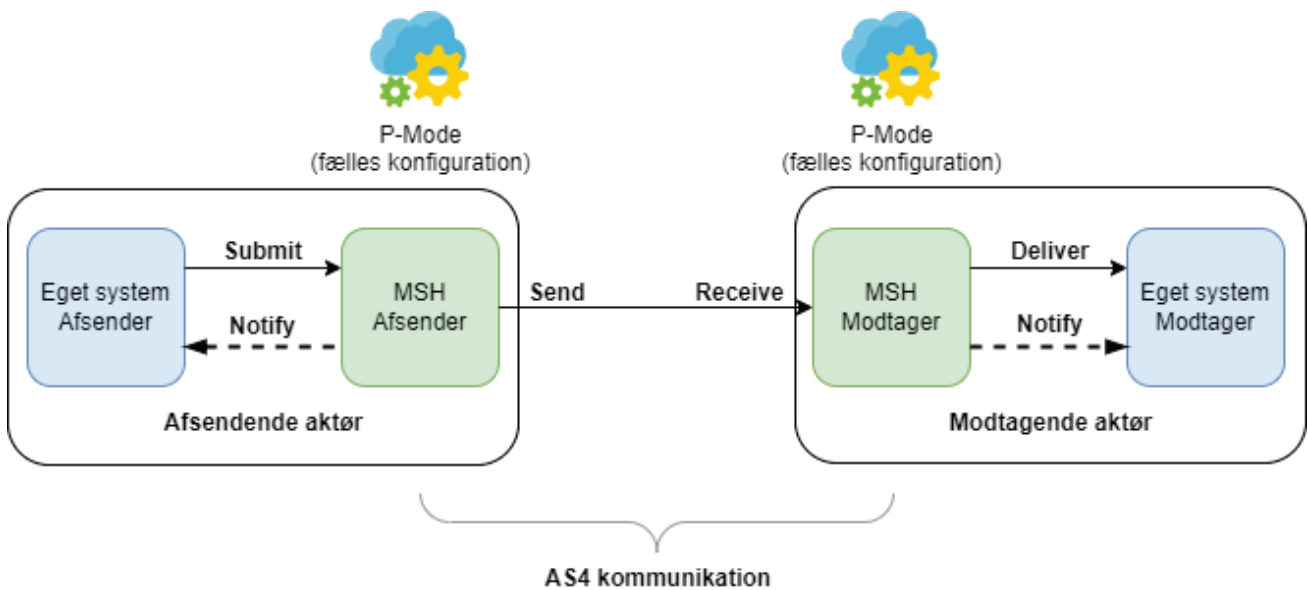 P-Mode
(fælles konfiguration)
P-Mode
(fælles konfiguration)
Eget system
Afsender
Submit
Notify
MSH
Afsender
Afsendende aktør
Send
Receive
MSH
Modtager
Deliver
Notify
Eget system
Modtager
Modtagende aktør
AS4 kommunikation